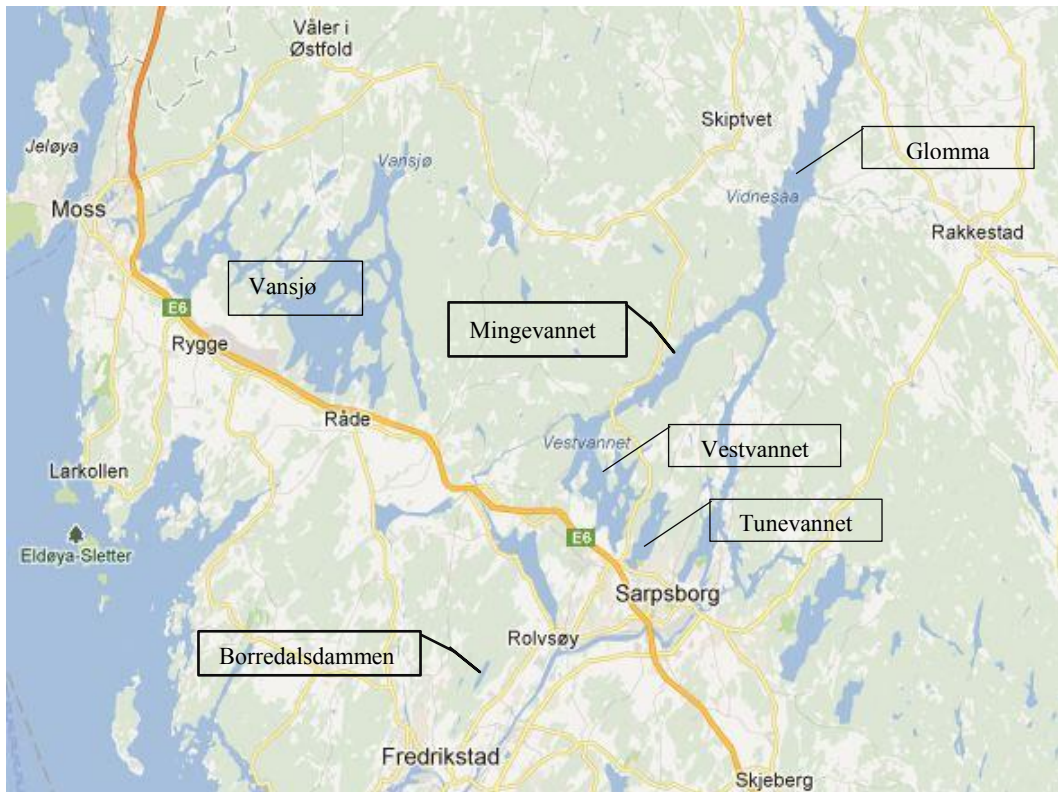 Våler i
Østfold
Skiptvet
Glomma
Jeløya
Vansjø
Vidnesåa
Moss
Rakkestad
Vansjø
E6
Mingevannet
Rygge
Råde
Vestvannet
Vestvannet
Larkollen
Tunevannet
E6
Eldøya-Sletter
Sarpsborg
Rolvsøy
Borredalsdammen
Fredrikstad
Skjeberg